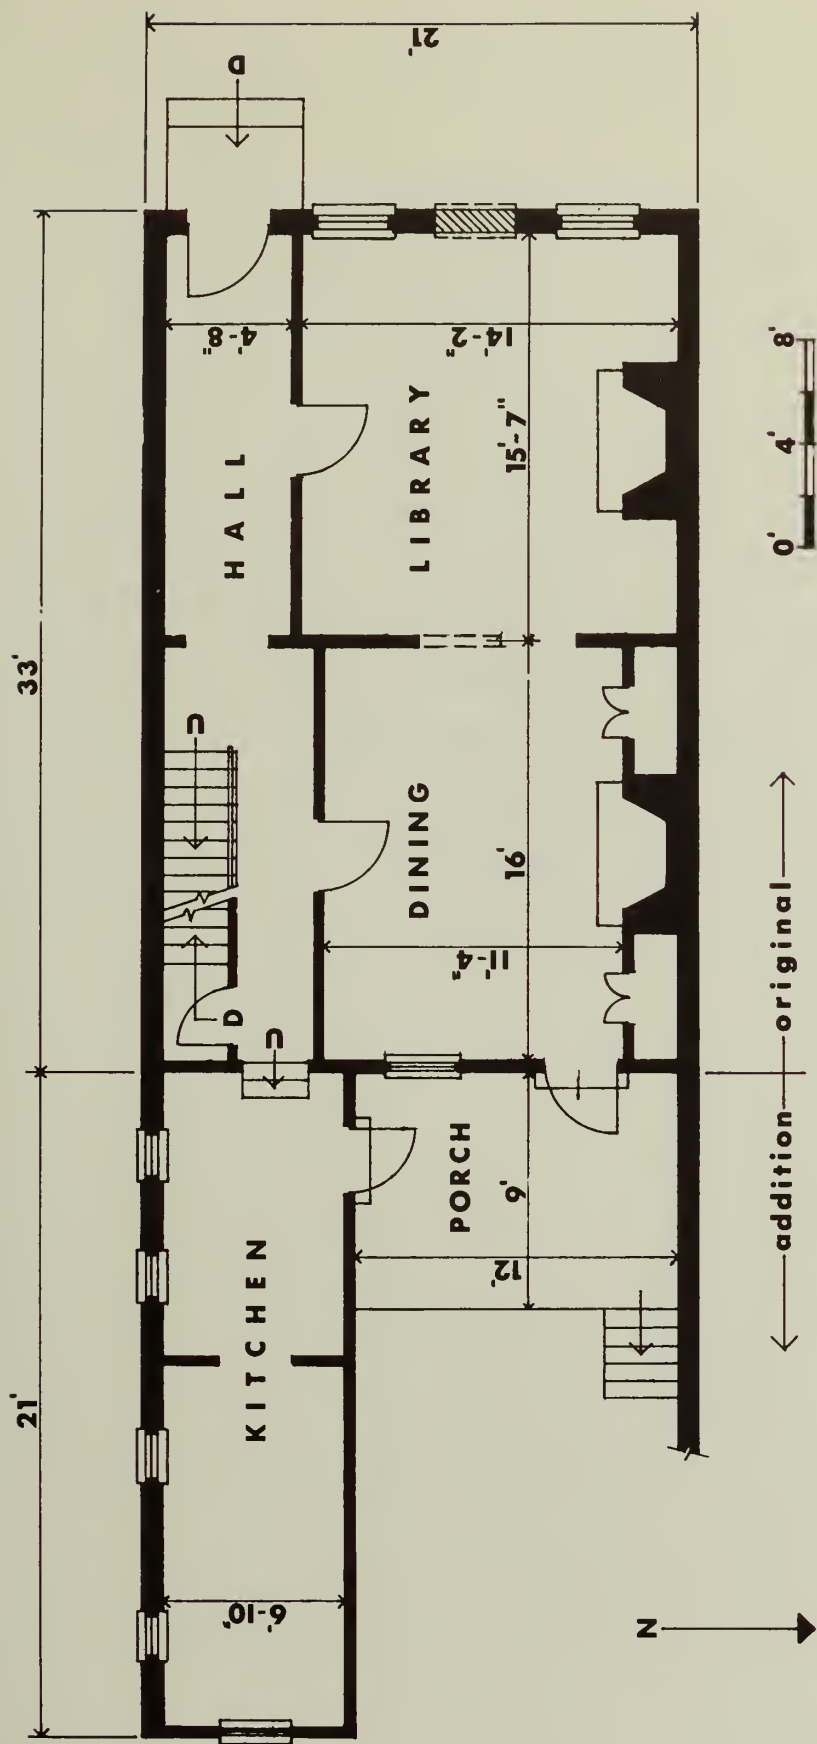 21'
D
33'
4'-8"
14'-2"
HALL
LIBRARY
15'-7"
8'
4'
0'
U
DINING
16'
11'-4"
D
U
original
addition
PORCH
9'
12'
KITCHEN
21'
6'-10"
N